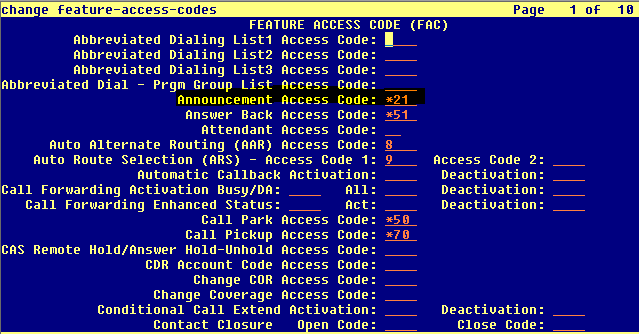 change feature-access-codes Page 1 of 10
FEATURE ACCESS CODE (FAC)
Abbreviated Dialing List1 Access Code:
Abbreviated Dialing List2 Access Code:
Abbreviated Dialing List3 Access Code:
Abbreviated Dial - Prgm Group List Access Code:
Announcement Access Code: *21
Answer Back Access Code: *51
Attendant Access Code:
Auto Alternate Routing (AAR) Access Code: 8
Auto Route Selection (ARS) - Access Code 1: 9 Access Code 2:
Automatic Callback Activation: Deactivation:
Call Forwarding Activation Busy/DA: All: Deactivation:
Call Forwarding Enhanced Status: Act: Deactivation:
Call Park Access Code: *50
Call Pickup Access Code: *70
CAS Remote Hold/Answer Hold-Unhold Access Code:
CDR Account Code Access Code:
Change COR Access Code:
Change Coverage Access Code:
Conditional Call Extend Activation: Deactivation:
Contact Closure Open Code: Close Code: